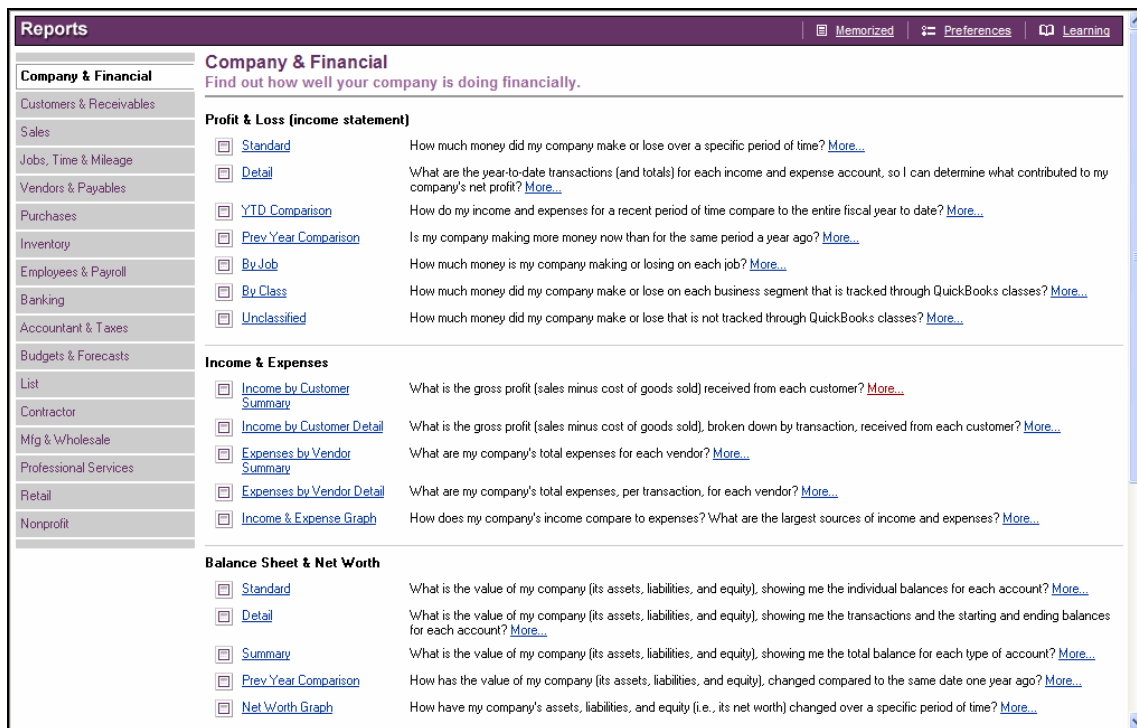 Reports
Memorized
Preferences
Learning
Company & Financial
Customers & Receivables
Sales
Jobs, Time & Mileage
Vendors & Payables
Purchases
Inventory
Employees & Payroll
Banking
Accountant & Taxes
Budgets & Forecasts
List
Contractor
Mfg & Wholesale
Professional Services
Retail
Nonprofit
Company & Financial
Find out how well your company is doing financially.
Profit & Loss (income statement)
Standard How much money did my company make or lose over a specific period of time? More...
Detail What are the year-to-date transactions (and totals) for each income and expense account, so I can determine what contributed to my
company's net profit? More...
YTD Comparison How do my income and expenses for a recent period of time compare to the entire fiscal year to date? More...
Prev Year Comparison Is my company making more money now than for the same period a year ago? More...
By Job How much money is my company making or losing on each job? More...
By Class How much money did my company make or lose on each business segment that is tracked through QuickBooks classes? More...
Unclassified How much money did my company make or lose that is not tracked through QuickBooks classes? More...
Income & Expenses
Income by Customer What is the gross profit (sales minus cost of goods sold) received from each customer? More...
Summary
Income by Customer Detail What is the gross profit (sales minus cost of goods sold), broken down by transaction, received from each customer? More...
Expenses by Vendor What are my company's total expenses for each vendor? More...
Summary
Expenses by Vendor Detail What are my company's total expenses, per transaction, for each vendor? More...
Income & Expense Graph How does my company's income compare to expenses? What are the largest sources of income and expenses? More...
Balance Sheet & Net Worth
Standard What is the value of my company (its assets, liabilities, and equity), showing me the individual balances for each account? More...
Detail What is the value of my company (its assets, liabilities, and equity), showing me the transactions and the starting and ending balances
for each account? More...
Summary What is the value of my company (its assets, liabilities, and equity), showing me the total balance for each type of account? More...
Prev Year Comparison How has the value of my company (its assets, liabilities, and equity), changed compared to the same date one year ago? More...
Net Worth Graph How have my company's assets, liabilities, and equity (i.e., its net worth) changed over a specific period of time? More...